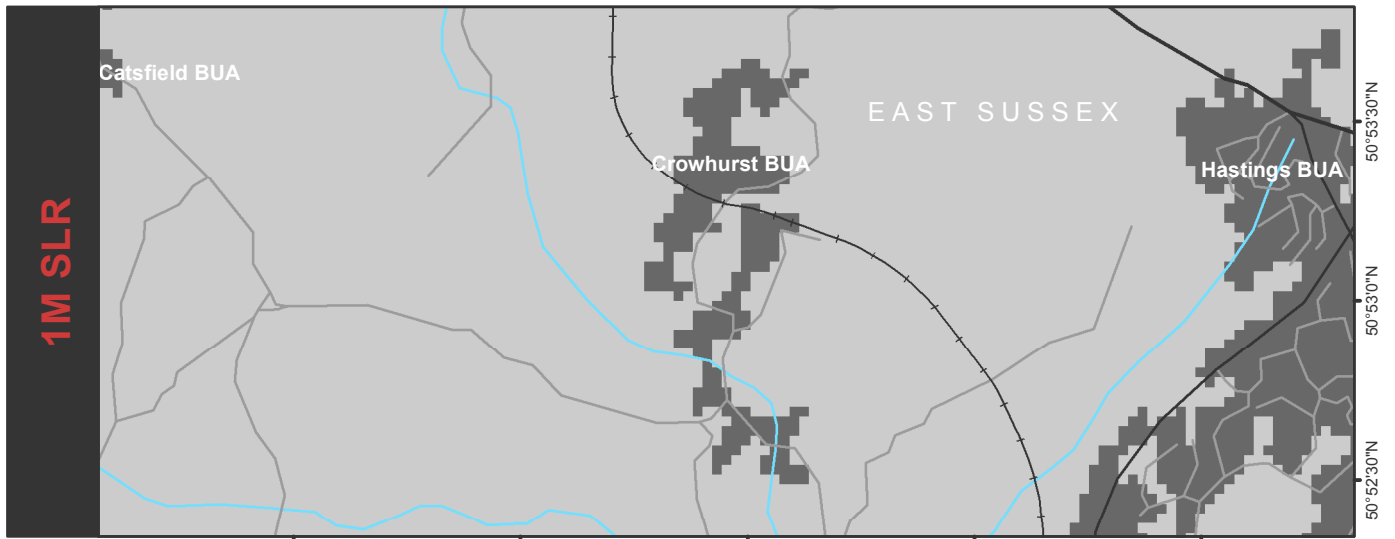 1M SLR
Catsfield BUA
EAST SUSSEX
Crowhurst BUA
Hastings BUA
50°53'30"N
50°53'0"N
50°52'30"N